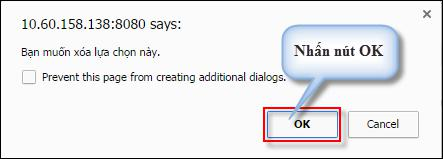 10.60.158.138:8080 says:
Bạn muốn xóa lựa chọn này.
Nhấn nút OK
Prevent this page from creating additional dialogs.
OK Cancel